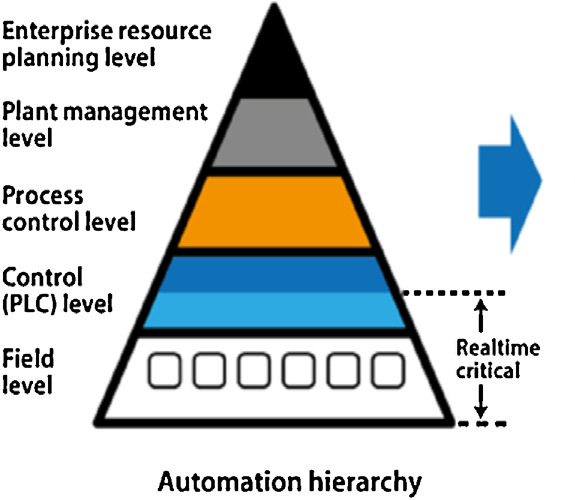 Enterprise resource
planning level
Plant management
level
Process
control level
Control
(PLC) level
Field
level
Realtime
critical
Automation hierarchy